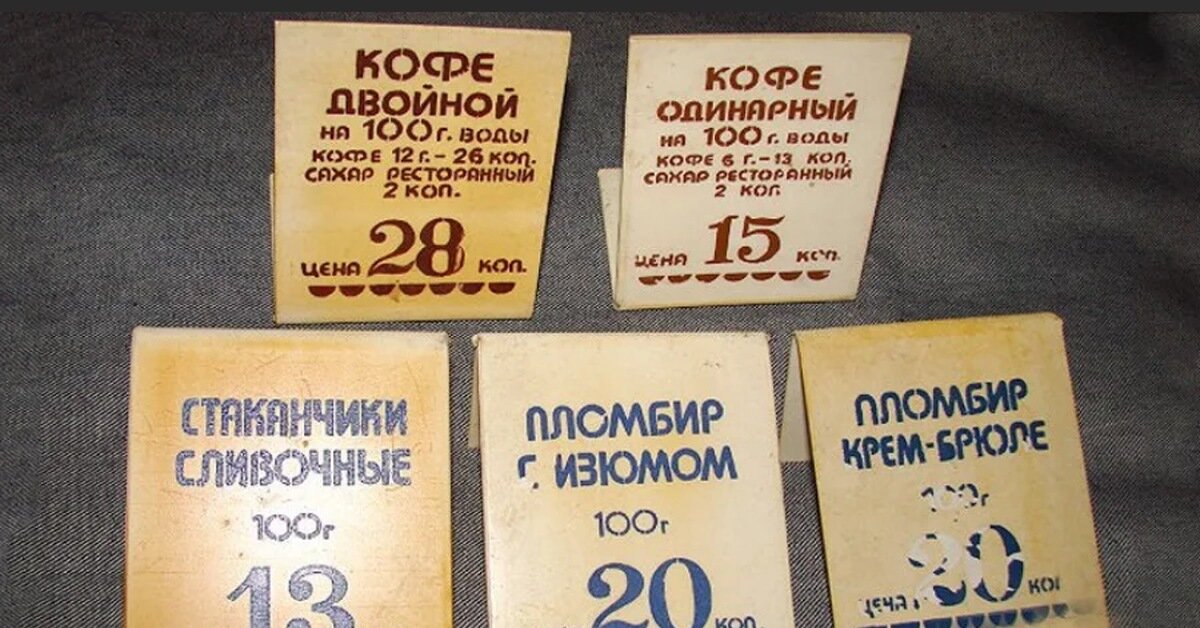 КОФЕ
ДВОЙНОЙ
НА 100 Г. ВОДЫ
КОФЕ 12 Г. - 26 КОП.
САХАР РЕСТОРАННЫЙ
2 КОП.
ЦЕНА 28 КОП.
КОФЕ
ОДИНАРНЫЙ
НА 100 Г. ВОДЫ
КОФЕ 6 Г. - 13 КОП.
САХАР РЕСТОРАННЫЙ
2 КОП
ЦЕНА 15 КОП.
СТАКАНЧИКИ
СЛИВОЧНЫЕ
100г
13
ПЛОМБИР
С ИЗЮМОМ
100г
20 КОП.
ПЛОМБИР
КРЕМ-БРЮЛЕ
100г
ЦЕНА 20 КОП